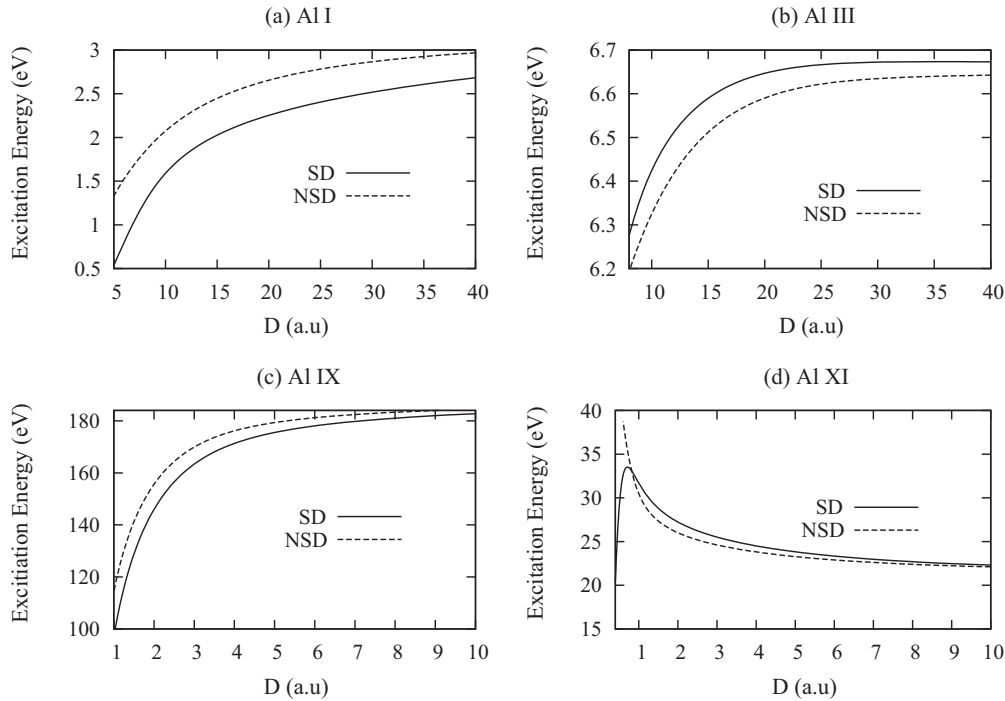 (a) Al I
Excitation Energy (eV)
3
2.5
2
1.5
1
0.5
SD
NSD
5 10 15 20 25 30 35 40
D (a.u)
(b) Al III
Excitation Energy (eV)
6.7
6.6
6.5
6.4
6.3
6.2
SD
NSD
10 15 20 25 30 35 40
D (a.u)
(c) Al IX
Excitiation Energy (eV)
180
160
140
120
100
SD
NSD
1 2 3 4 5 6 7 8 9 10
D (a.u)
(d) Al XI
Excitation Energy (eV)
40
35
30
25
20
15
SD
NSD
1 2 3 4 5 6 7 8 9 10
D (a.u)